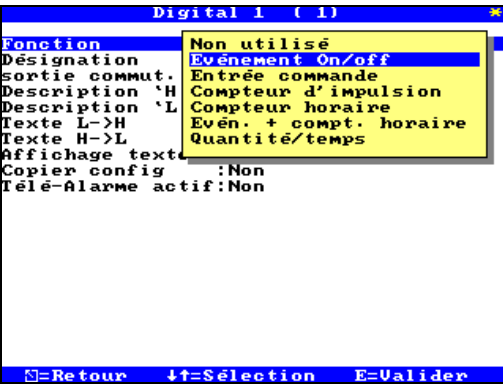 Digital 1 ( 1) *
Fonction
Non utilisé
Désignation
Evénement On/off
sortie commut.
Entrée commande
Description 'H
Compteur d'impulsion
Description 'L
Compteur horaire
Texte L->H
Evén. + compt. horaire
Texte H->L
Quantité/temps
Affichage texte
Copier config :Non
Télé-Alarme actif:Non
=Retour ↓↑=Sélection E=Valider